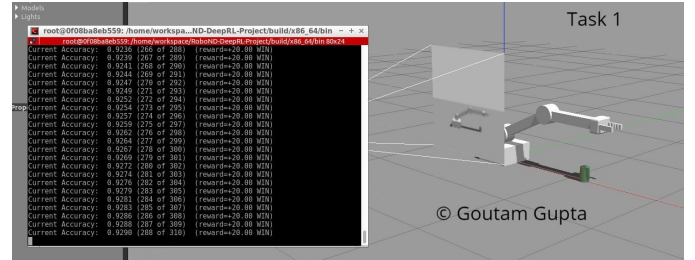 Models
Lights
Prop
Task 1
root@0f08ba8eb559: /home/workspa...ND-DeepRL-Project/build/x86_64/bin
root@0f08ba8eb559: /home/workspace/RoboND-DeepRL-Project/build/x86_64/bin 80x24
Current Accuracy: 0.9236 (266 of 288) (reward=+20.00 WIN)
Current Accuracy: 0.9239 (267 of 289) (reward=+20.00 WIN)
Current Accuracy: 0.9241 (268 of 290) (reward=+20.00 WIN)
Current Accuracy: 0.9244 (269 of 291) (reward=+20.00 WIN)
Current Accuracy: 0.9247 (270 of 292) (reward=+20.00 WIN)
Current Accuracy: 0.9249 (271 of 293) (reward=+20.00 WIN)
Current Accuracy: 0.9252 (272 of 294) (reward=+20.00 WIN)
Current Accuracy: 0.9254 (273 of 295) (reward=+20.00 WIN)
Current Accuracy: 0.9257 (274 of 296) (reward=+20.00 WIN)
Current Accuracy: 0.9259 (275 of 297) (reward=+20.00 WIN)
Current Accuracy: 0.9262 (276 of 298) (reward=+20.00 WIN)
Current Accuracy: 0.9264 (277 of 299) (reward=+20.00 WIN)
Current Accuracy: 0.9267 (278 of 300) (reward=+20.00 WIN)
Current Accuracy: 0.9269 (279 of 301) (reward=+20.00 WIN)
Current Accuracy: 0.9272 (280 of 302) (reward=+20.00 WIN)
Current Accuracy: 0.9274 (281 of 303) (reward=+20.00 WIN)
Current Accuracy: 0.9276 (282 of 304) (reward=+20.00 WIN)
Current Accuracy: 0.9279 (283 of 305) (reward=+20.00 WIN)
Current Accuracy: 0.9281 (284 of 306) (reward=+20.00 WIN)
Current Accuracy: 0.9283 (285 of 307) (reward=+20.00 WIN)
Current Accuracy: 0.9286 (286 of 308) (reward=+20.00 WIN)
Current Accuracy: 0.9288 (287 of 309) (reward=+20.00 WIN)
Current Accuracy: 0.9290 (288 of 310) (reward=+20.00 WIN)
© Goutam Gupta